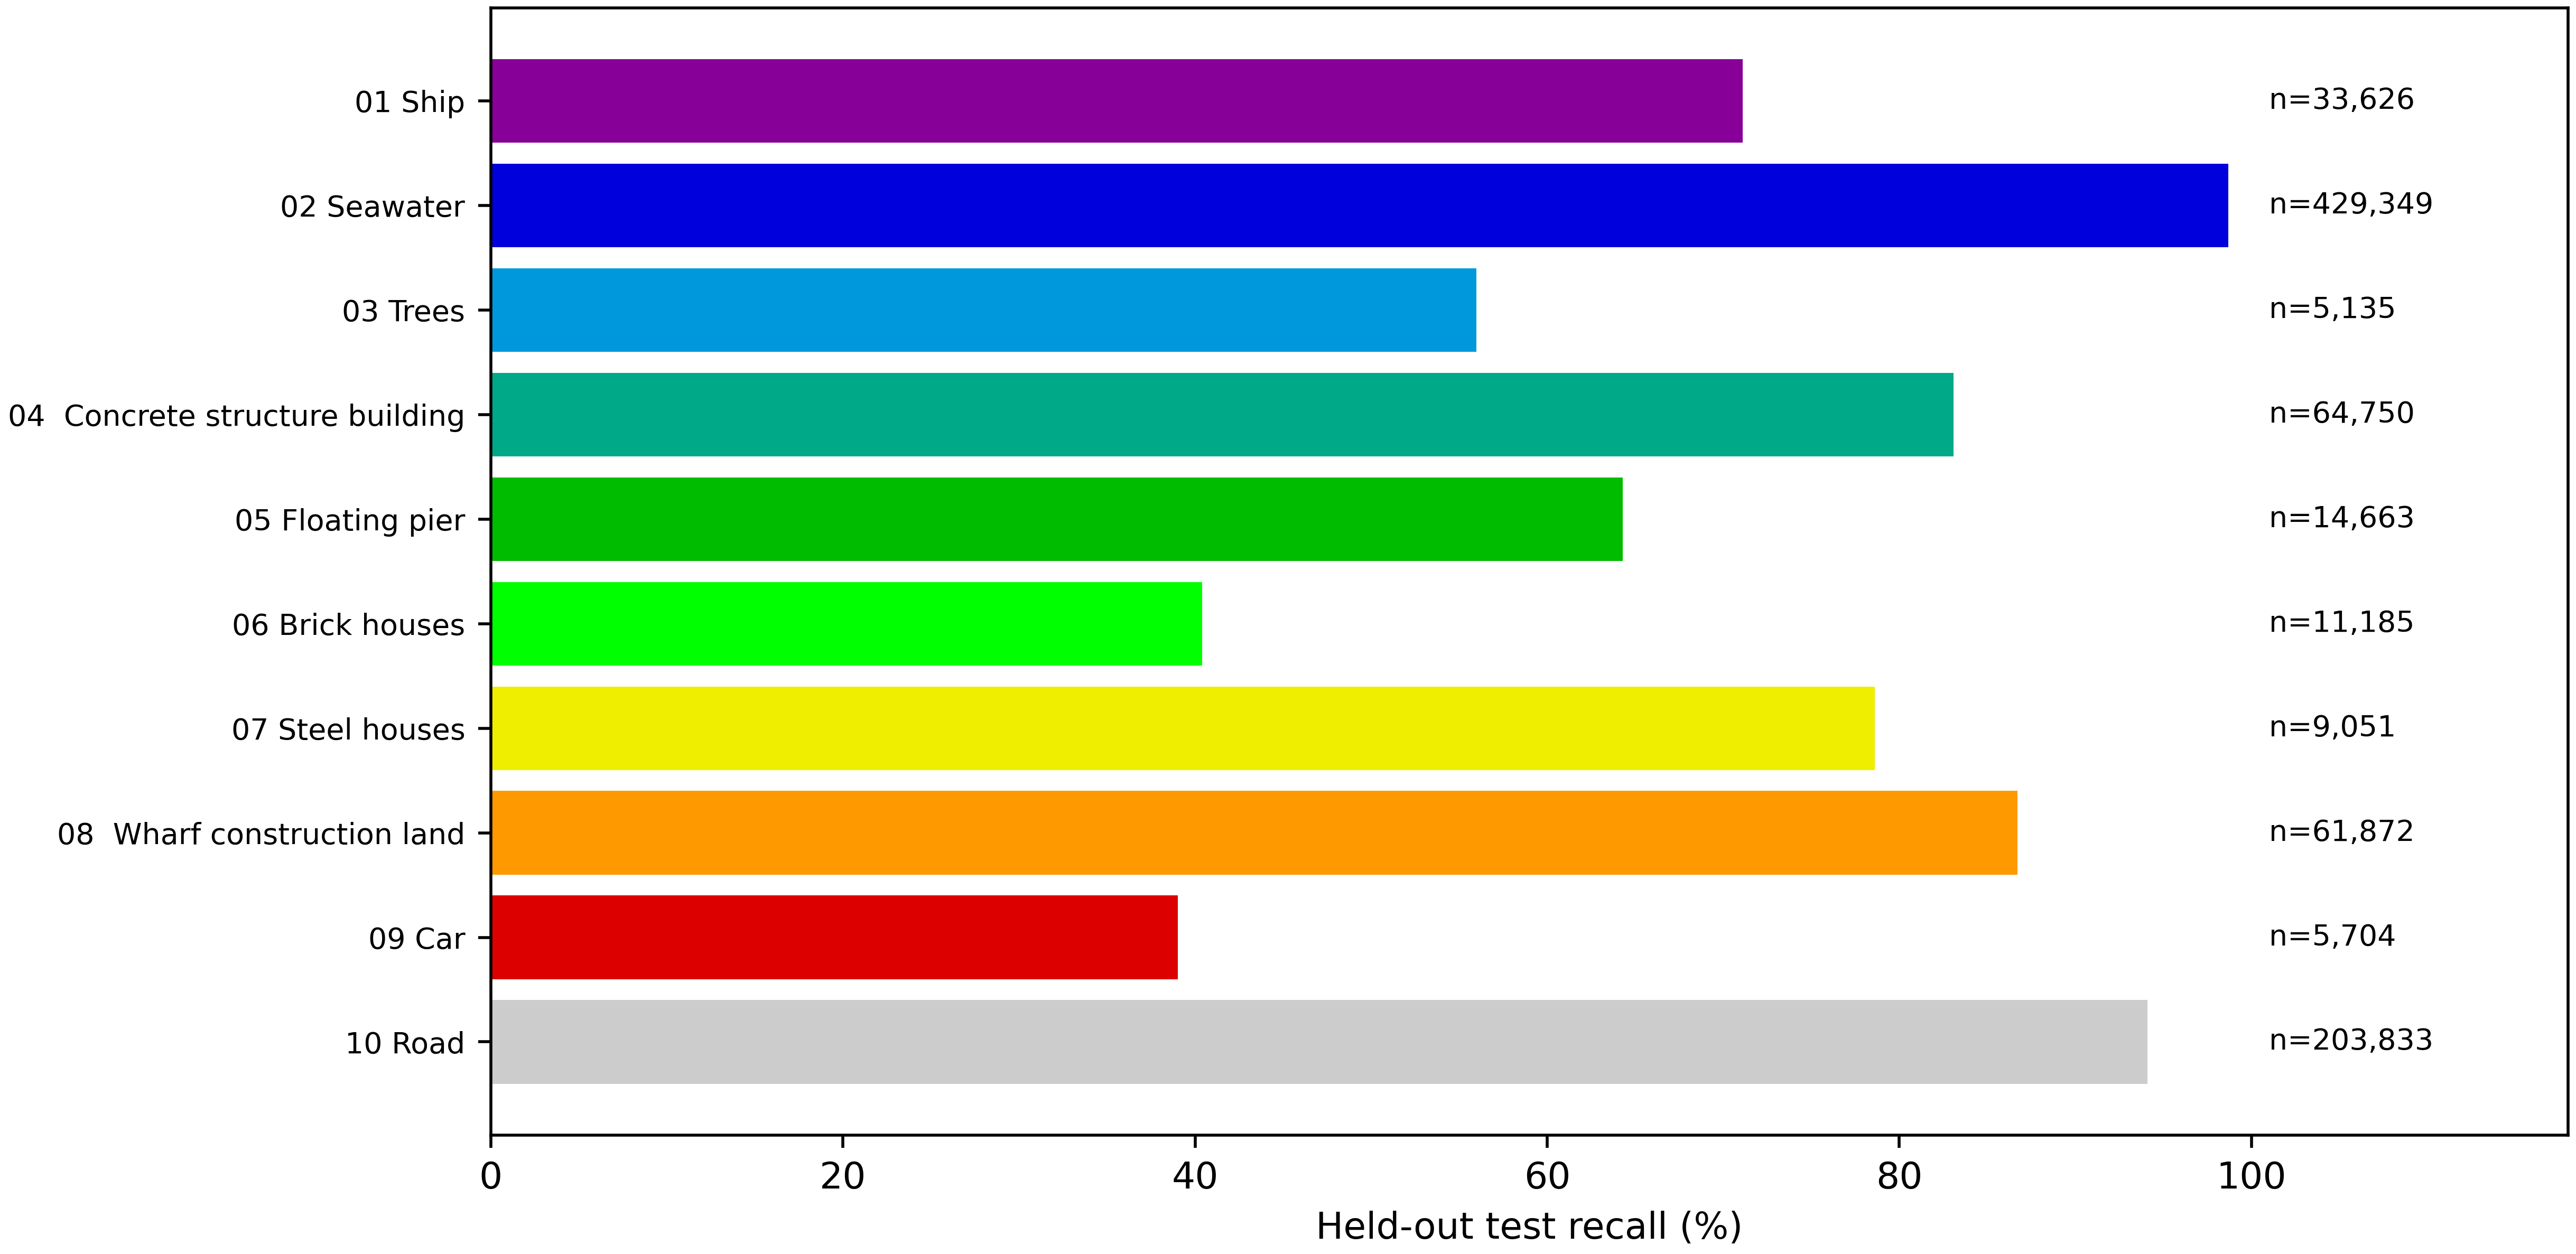 01 Ship n=33,626
02 Seawater n=429,349
03 Trees n=5,135
04  Concrete structure building n=64,750
05 Floating pier n=14,663
06 Brick houses n=11,185
07 Steel houses n=9,051
08  Wharf construction land n=61,872
09 Car n=5,704
10 Road n=203,833
0 20 40 60 80 100
Held-out test recall (%)